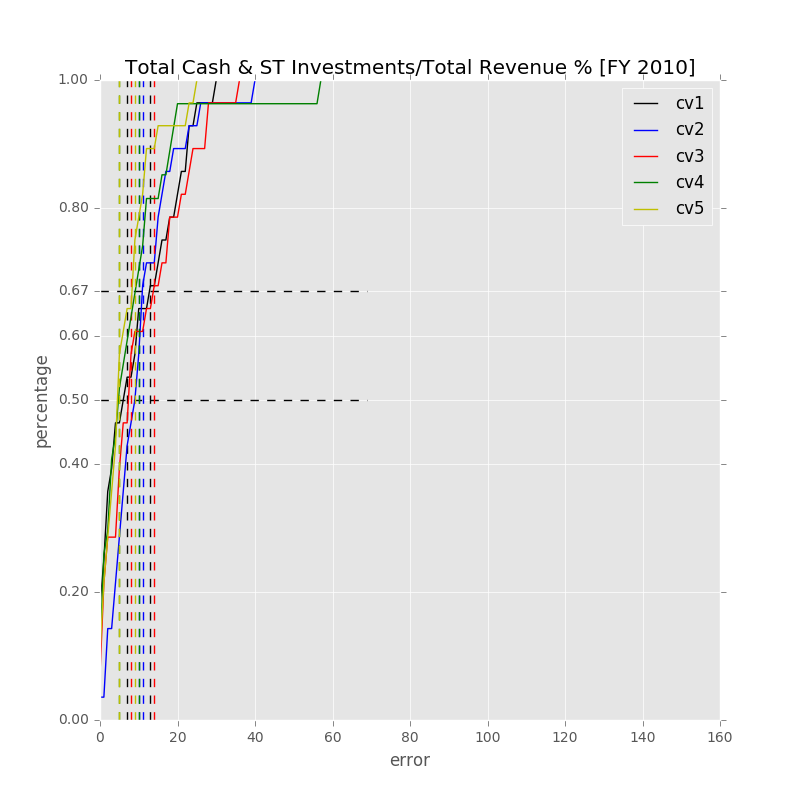 Total Cash & ST Investments/Total Revenue % [FY 2010]
1.00
0.80
0.67
0.60
0.50
0.40
0.20
0.00
percentage
cv1
cv2
cv3
cv4
cv5
0 20 40 60 80 100 120 140 160
error